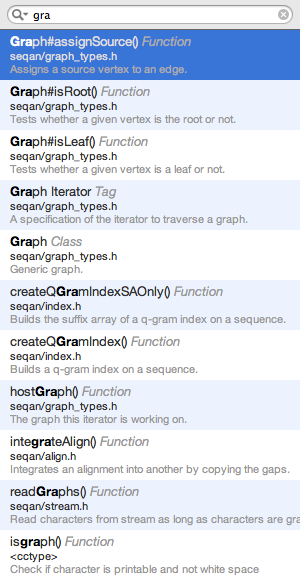 gra
Graph#assignSource() Function
seqan/graph_types.h
Assigns a source vertex to an edge.
Graph#isRoot() Function
seqan/graph_types.h
Tests whether a given vertex is the root or not.
Graph#isLeaf() Function
seqan/graph_types.h
Tests whether a given vertex is a leaf or not.
Graph Iterator Tag
seqan/graph_types.h
A specification of the iterator to traverse a graph.
Graph Class
seqan/graph_types.h
Generic graph.
createQGramIndexSAOnly() Function
seqan/index.h
Builds the suffix array of a q-gram index on a sequence.
createQGramIndex() Function
seqan/index.h
Builds a q-gram index on a sequence.
hostGraph() Function
seqan/graph_types.h
The graph this iterator is working on.
integrateAlign() Function
seqan/align.h
Integrates an alignment into another by copying the gaps.
readGraphs() Function
seqan/stream.h
Read characters from stream as long as characters are gra
isgraph() Function
<cctype>
Check if character is printable and not white space